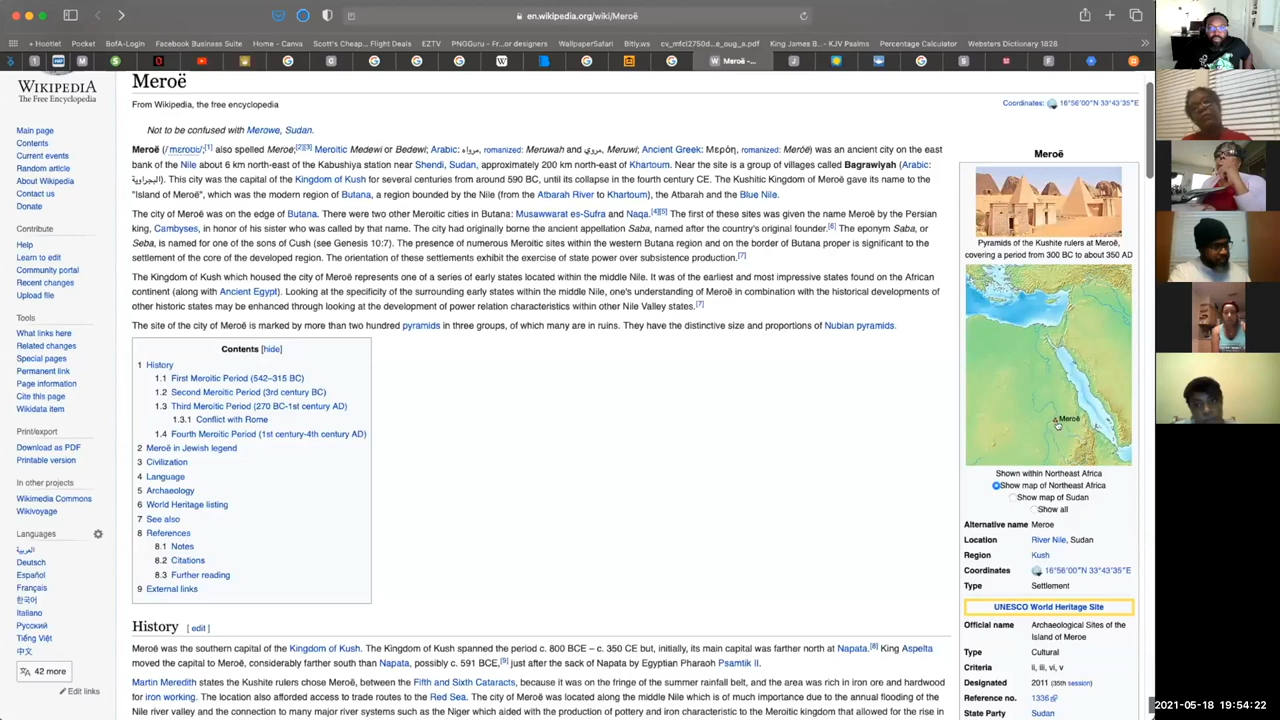 en.wikipedia.org/wiki/Meroë
+ Hootlet Pocket BofA-Login Facebook Business Suite Home - Canva Scott's Cheap...Flight Deals EZTV PNGGuru - F...or designers WallpaperSafari Bitly.ws cv_mfcl2750d...e_oug_a.pdf King James B... - KJV Psalms Percentage Calculator Websters Dictionary 1828
Meroë -...
WIKIPEDIA
The Free Encyclopedia
Main page
Contents
Current events
Random article
About Wikipedia
Contact us
Donate
Contribute
Help
Learn to edit
Community portal
Recent changes
Upload file
Tools
What links here
Related changes
Special pages
Permanent link
Page information
Cite this page
Wikidata item
Print/export
Download as PDF
Printable version
In other projects
Wikimedia Commons
Wikivoyage
Languages
العربية
Deutsch
Español
Français
한국어
Italiano
Русский
Tiếng Việt
中文
42 more
Edit links
Meroë
From Wikipedia, the free encyclopedia
Coordinates: 16°56′00″N 33°43′35″E
Not to be confused with Merowe, Sudan.
Meroë (/ˈmɛroʊiː/;[1] also spelled Meroe;[2][3] Meroitic Medewi or Bedewi; Arabic: مرواه, romanized: Meruwah and مروي, Meruwi; Ancient Greek: Μερόη, romanized: Meróē) was an ancient city on the east
bank of the Nile about 6 km north-east of the Kabushiya station near Shendi, Sudan, approximately 200 km north-east of Khartoum. Near the site is a group of villages called Bagrawiyah (Arabic:
البجراوية). This city was the capital of the Kingdom of Kush for several centuries from around 590 BC, until its collapse in the fourth century CE. The Kushitic Kingdom of Meroë gave its name to the
"Island of Meroë", which was the modern region of Butana, a region bounded by the Nile (from the Atbarah River to Khartoum), the Atbarah and the Blue Nile.
The city of Meroë was on the edge of Butana. There were two other Meroitic cities in Butana: Musawwarat es-Sufra and Naqa.[4][5] The first of these sites was given the name Meroë by the Persian
king, Cambyses, in honor of his sister who was called by that name. The city had originally borne the ancient appellation Saba, named after the country's original founder.[6] The eponym Saba, or
Seba, is named for one of the sons of Cush (see Genesis 10:7). The presence of numerous Meroitic sites within the western Butana region and on the border of Butana proper is significant to the
settlement of the core of the developed region. The orientation of these settlements exhibit the exercise of state power over subsistence production.[7]
The Kingdom of Kush which housed the city of Meroë represents one of a series of early states located within the middle Nile. It was of the earliest and most impressive states found on the African
continent (along with Ancient Egypt). Looking at the specificity of the surrounding early states within the middle Nile, one's understanding of Meroë in combination with the historical developments of
other historic states may be enhanced through looking at the development of power relation characteristics within other Nile Valley states.[7]
The site of the city of Meroë is marked by more than two hundred pyramids in three groups, of which many are in ruins. They have the distinctive size and proportions of Nubian pyramids.
Contents [hide]
1 History
1.1 First Meroitic Period (542–315 BC)
1.2 Second Meroitic Period (3rd century BC)
1.3 Third Meroitic Period (270 BC-1st century AD)
1.3.1 Conflict with Rome
1.4 Fourth Meroitic Period (1st century-4th century AD)
2 Meroë in Jewish legend
3 Civilization
4 Language
5 Archaeology
6 World Heritage listing
7 See also
8 References
8.1 Notes
8.2 Citations
8.3 Further reading
9 External links
History [ edit ]
Meroë was the southern capital of the Kingdom of Kush. The Kingdom of Kush spanned the period c. 800 BCE – c. 350 CE but, initially, its main capital was farther north at Napata.[8] King Aspelta
moved the capital to Meroë, considerably farther south than Napata, possibly c. 591 BCE,[9] just after the sack of Napata by Egyptian Pharaoh Psamtik II.
Martin Meredith states the Kushite rulers chose Meroë, between the Fifth and Sixth Cataracts, because it was on the fringe of the summer rainfall belt, and the area was rich in iron ore and hardwood
for iron working. The location also afforded access to trade routes to the Red Sea. The city of Meroë was located along the middle Nile which is of much importance due to the annual flooding of the
Nile river valley and the connection to many major river systems such as the Niger which aided with the production of pottery and iron characteristic to the Meroitic kingdom that allowed for the rise in
Meroë
Pyramids of the Kushite rulers at Meroë,
covering a period from 300 BC to about 350 AD
Meroë
Shown within Northeast Africa
Show map of Northeast Africa
Show map of Sudan
Show all
Alternative name Meroe
Location River Nile, Sudan
Region Kush
Coordinates 16°56′00″N 33°43′35″E
Type Settlement
UNESCO World Heritage Site
Official name Archaeological Sites of the
Island of Meroe
Type Cultural
Criteria ii, iii, iv, v
Designated 2011 (35th session)
Reference no. 1336
State Party Sudan
2021-05-18 19:54:22